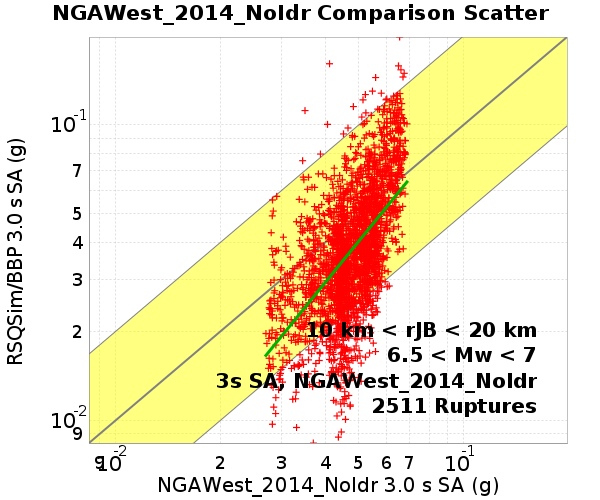 NGAWest_2014_NoIdr Comparison Scatter
RSQSim/BBP 3.0 s SA (g)
10-1
7
5
4
3
2
10-2
9
10 km < rJB < 20 km
6.5 < Mw < 7
3s SA, NGAWest_2014_NoIdr
2511 Ruptures
9 10-2 2 3 4 5 6 7 10-1
NGAWest_2014_NoIdr 3.0 s SA (g)